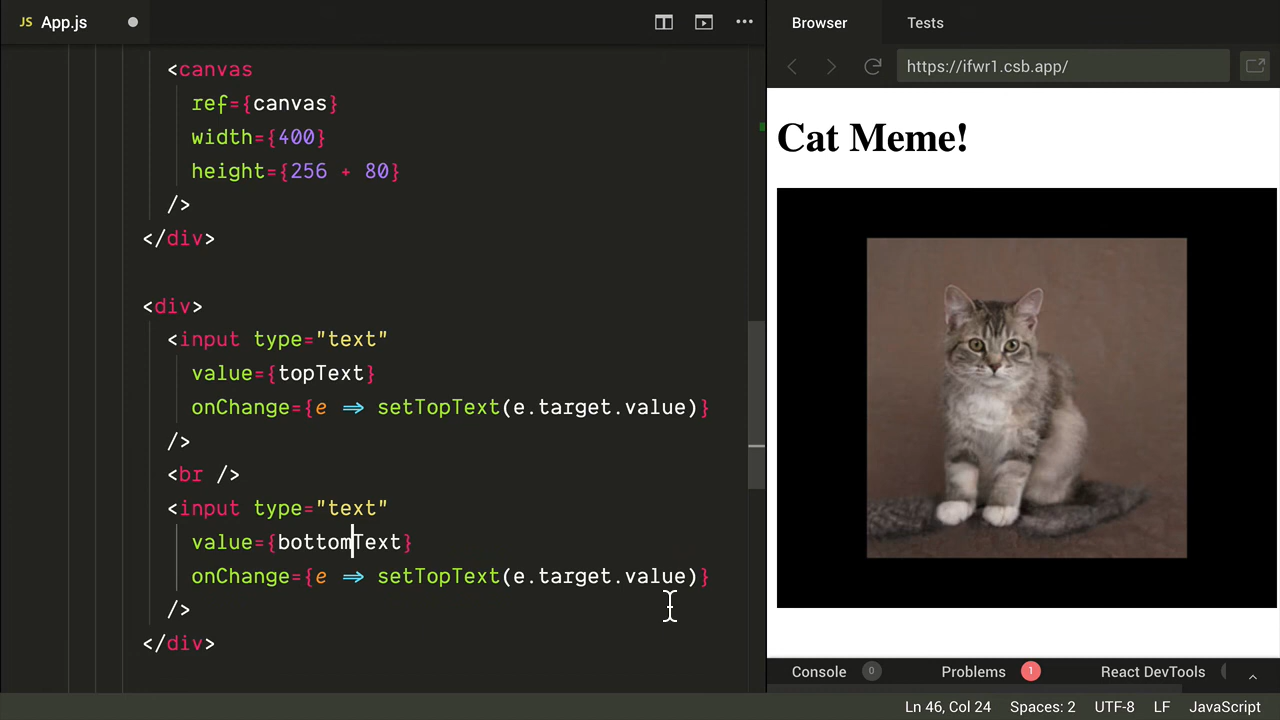 JS App.js
<canvas
ref={canvas}
width={400}
height={256 + 80}
/>
</div>
<div>
<input type="text"
value={topText}
onChange={e ⇒ setTopText(e.target.value)}
/>
<br />
<input type="text"
value={bottomText}
onChange={e ⇒ setTopText(e.target.value)}
/>
</div>
Browser Tests
https://ifwr1.csb.app/
Cat Meme!
Console 0 Problems 1 React DevTools
Ln 46, Col 24 Spaces: 2 UTF-8 LF JavaScript